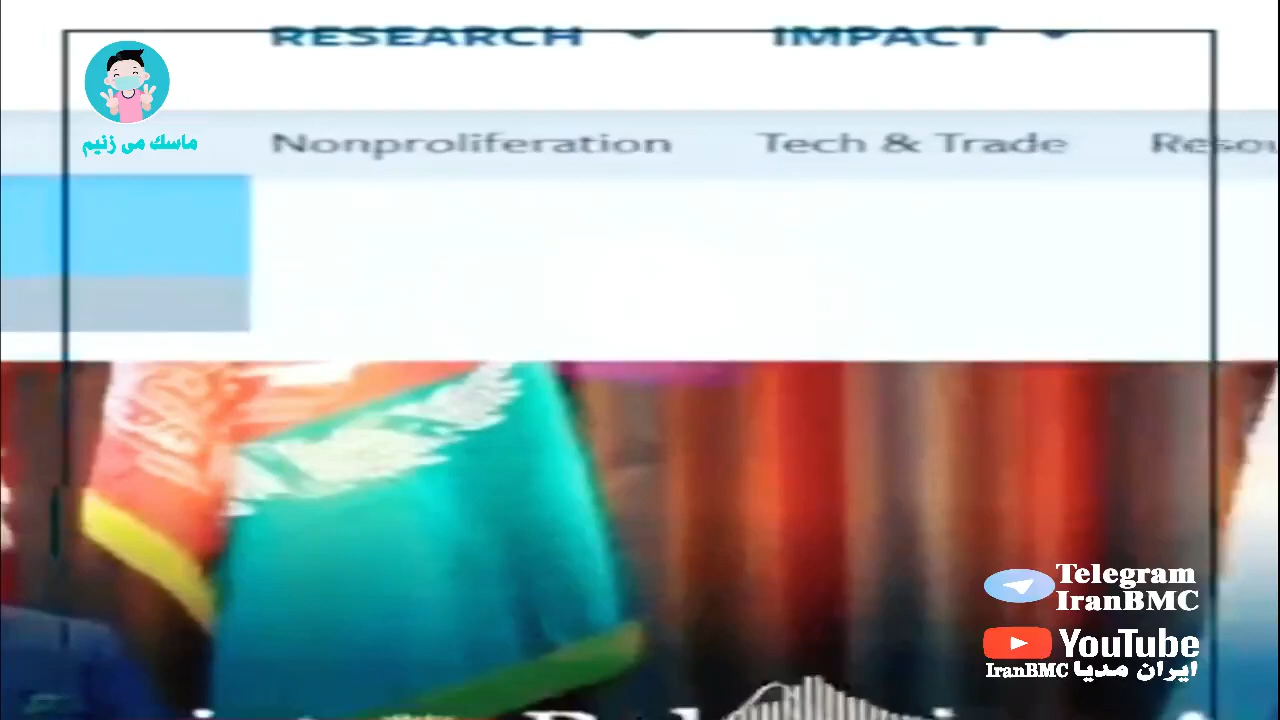 RESEARCH IMPACT
ماسک می زنیم
Nonproliferation Tech & Trade
Telegram
IranBMC
YouTube
IranBMC ایران مدیا